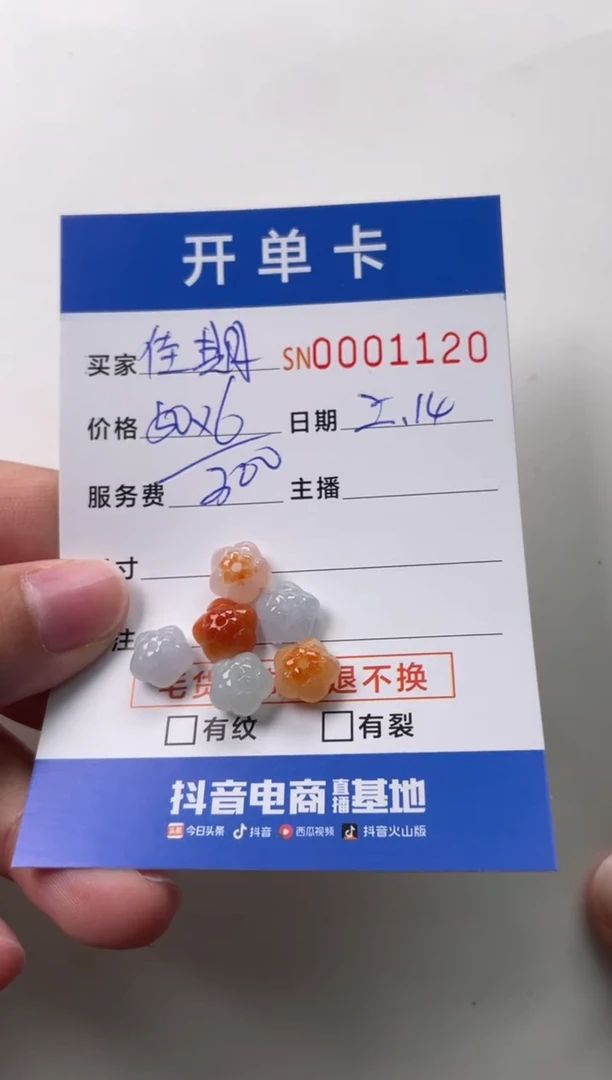 开单卡
买家 佳期 SN0001120
价格 50x6 日期 2.14
服务费 300 主播
寸
注
毛货 退不换
有纹 有裂
抖音电商直播基地
今日头条 抖音 西瓜视频 抖音火山版